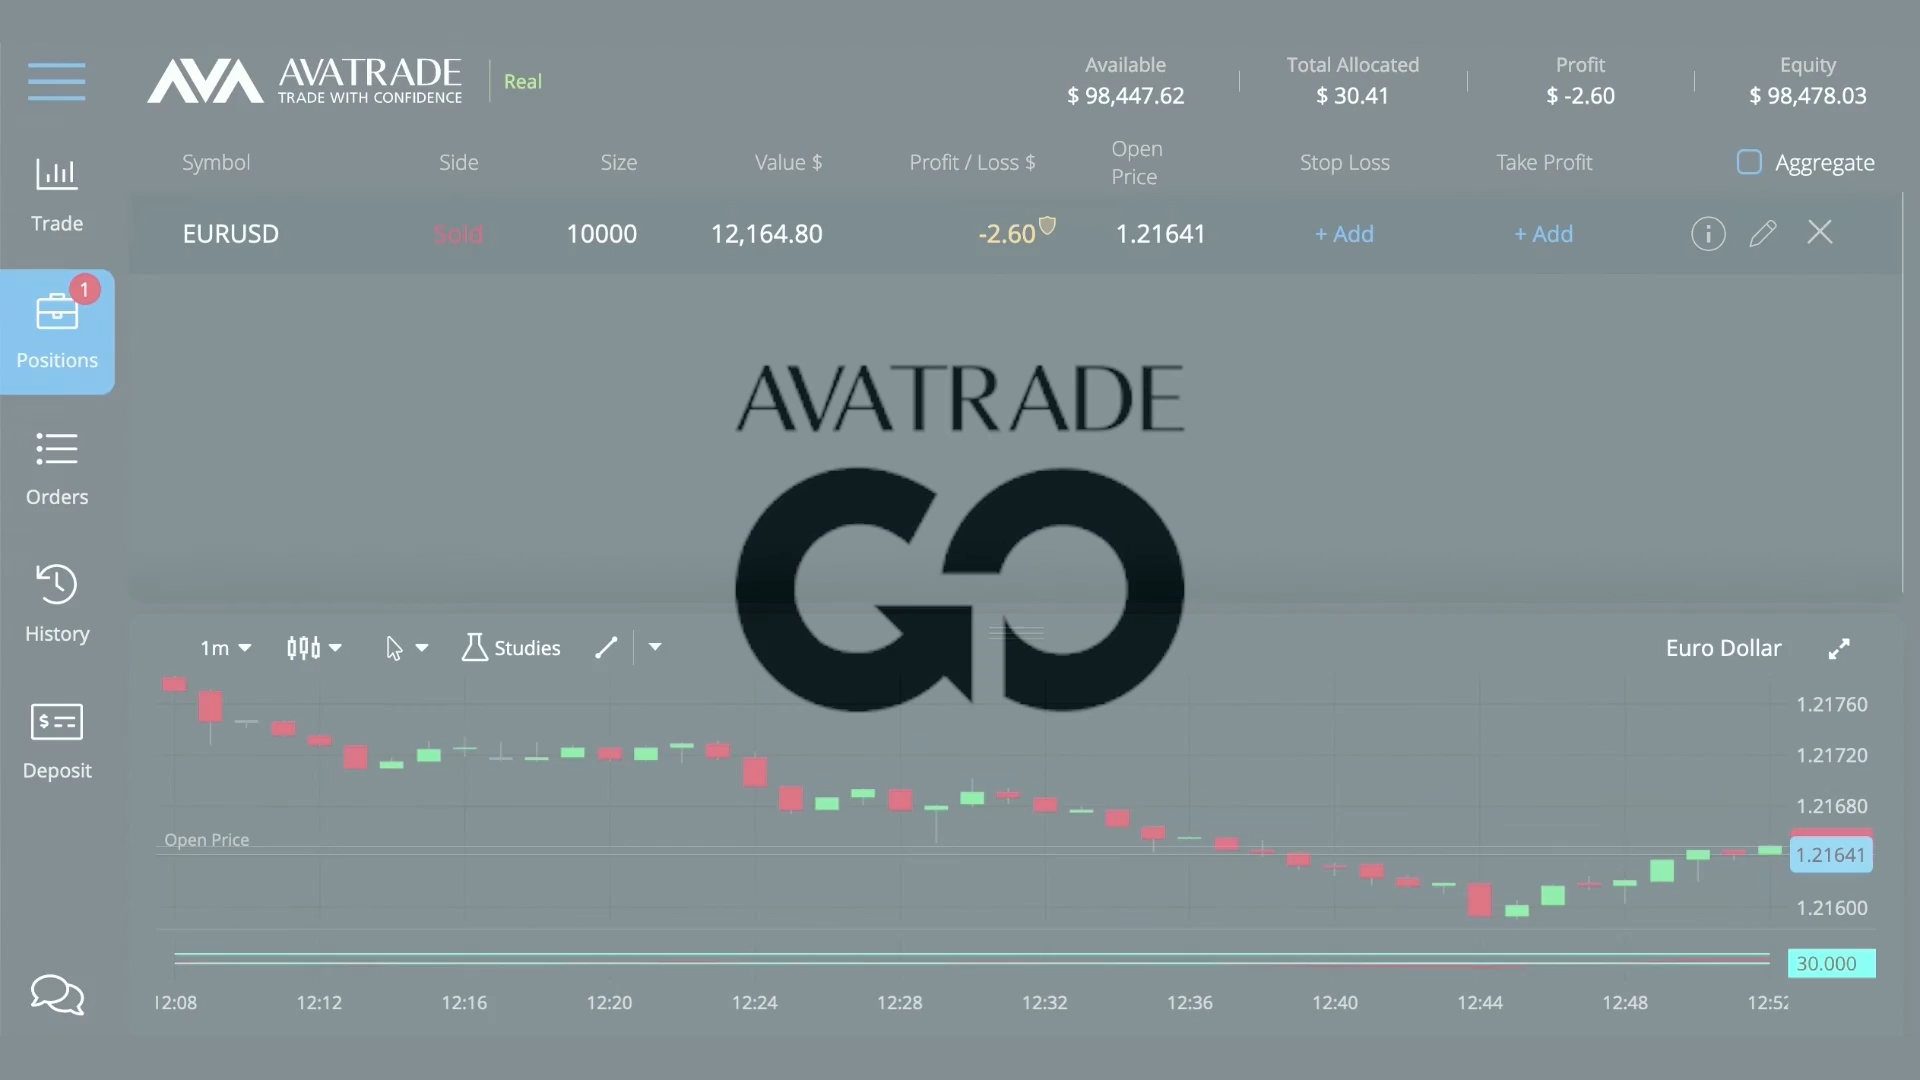 AVA AVATRADE
TRADE WITH CONFIDENCE
Real
Available
$ 98,447.62
Total Allocated
$ 30.41
Profit
$ -2.60
Equity
$ 98,478.03
Symbol Side Size Value $ Profit / Loss $ Open Price Stop Loss Take Profit Aggregate
EURUSD Sold 10000 12,164.80 -2.60 1.21641 + Add + Add
Trade
1
Positions
Orders
History
Deposit
AVATRADE
GO
1m Studies Euro Dollar
1.21760
1.21720
1.21680
Open Price
1.21641
1.21600
30.000
12:08 12:12 12:16 12:20 12:24 12:28 12:32 12:36 12:40 12:44 12:48 12:52